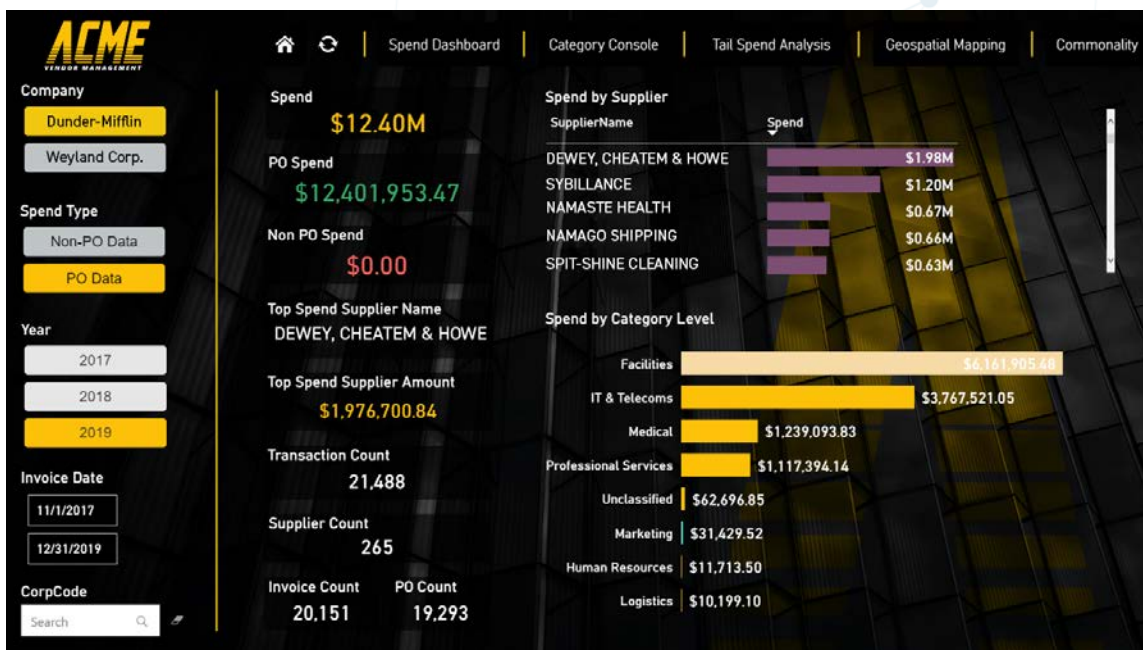 ACME
VENDOR MANAGEMENT
Spend Dashboard
Category Console
Tail Spend Analysis
Geospatial Mapping
Commonality
Company
Dunder-Mifflin
Weyland Corp.
Spend Type
Non-PO Data
PO Data
Year
2017
2018
2019
Invoice Date
11/1/2017
12/31/2019
CorpCode
Search
Spend
$12.40M
PO Spend
$12,401,953.47
Non PO Spend
$0.00
Top Spend Supplier Name
DEWEY, CHEATEM & HOWE
Top Spend Supplier Amount
$1,976,700.84
Transaction Count
21,488
Supplier Count
265
Invoice Count PO Count
20,151 19,293
Spend by Supplier
SupplierName Spend
DEWEY, CHEATEM & HOWE $1.98M
SYBILLANCE $1.20M
NAMASTE HEALTH $0.67M
NAMAGO SHIPPING $0.66M
SPIT-SHINE CLEANING $0.63M
Spend by Category Level
Facilities $6,161,905.48
IT & Telecoms $3,767,521.05
Medical $1,239,093.83
Professional Services $1,117,394.14
Unclassified $62,696.85
Marketing $31,429.52
Human Resources $11,713.50
Logistics $10,199.10